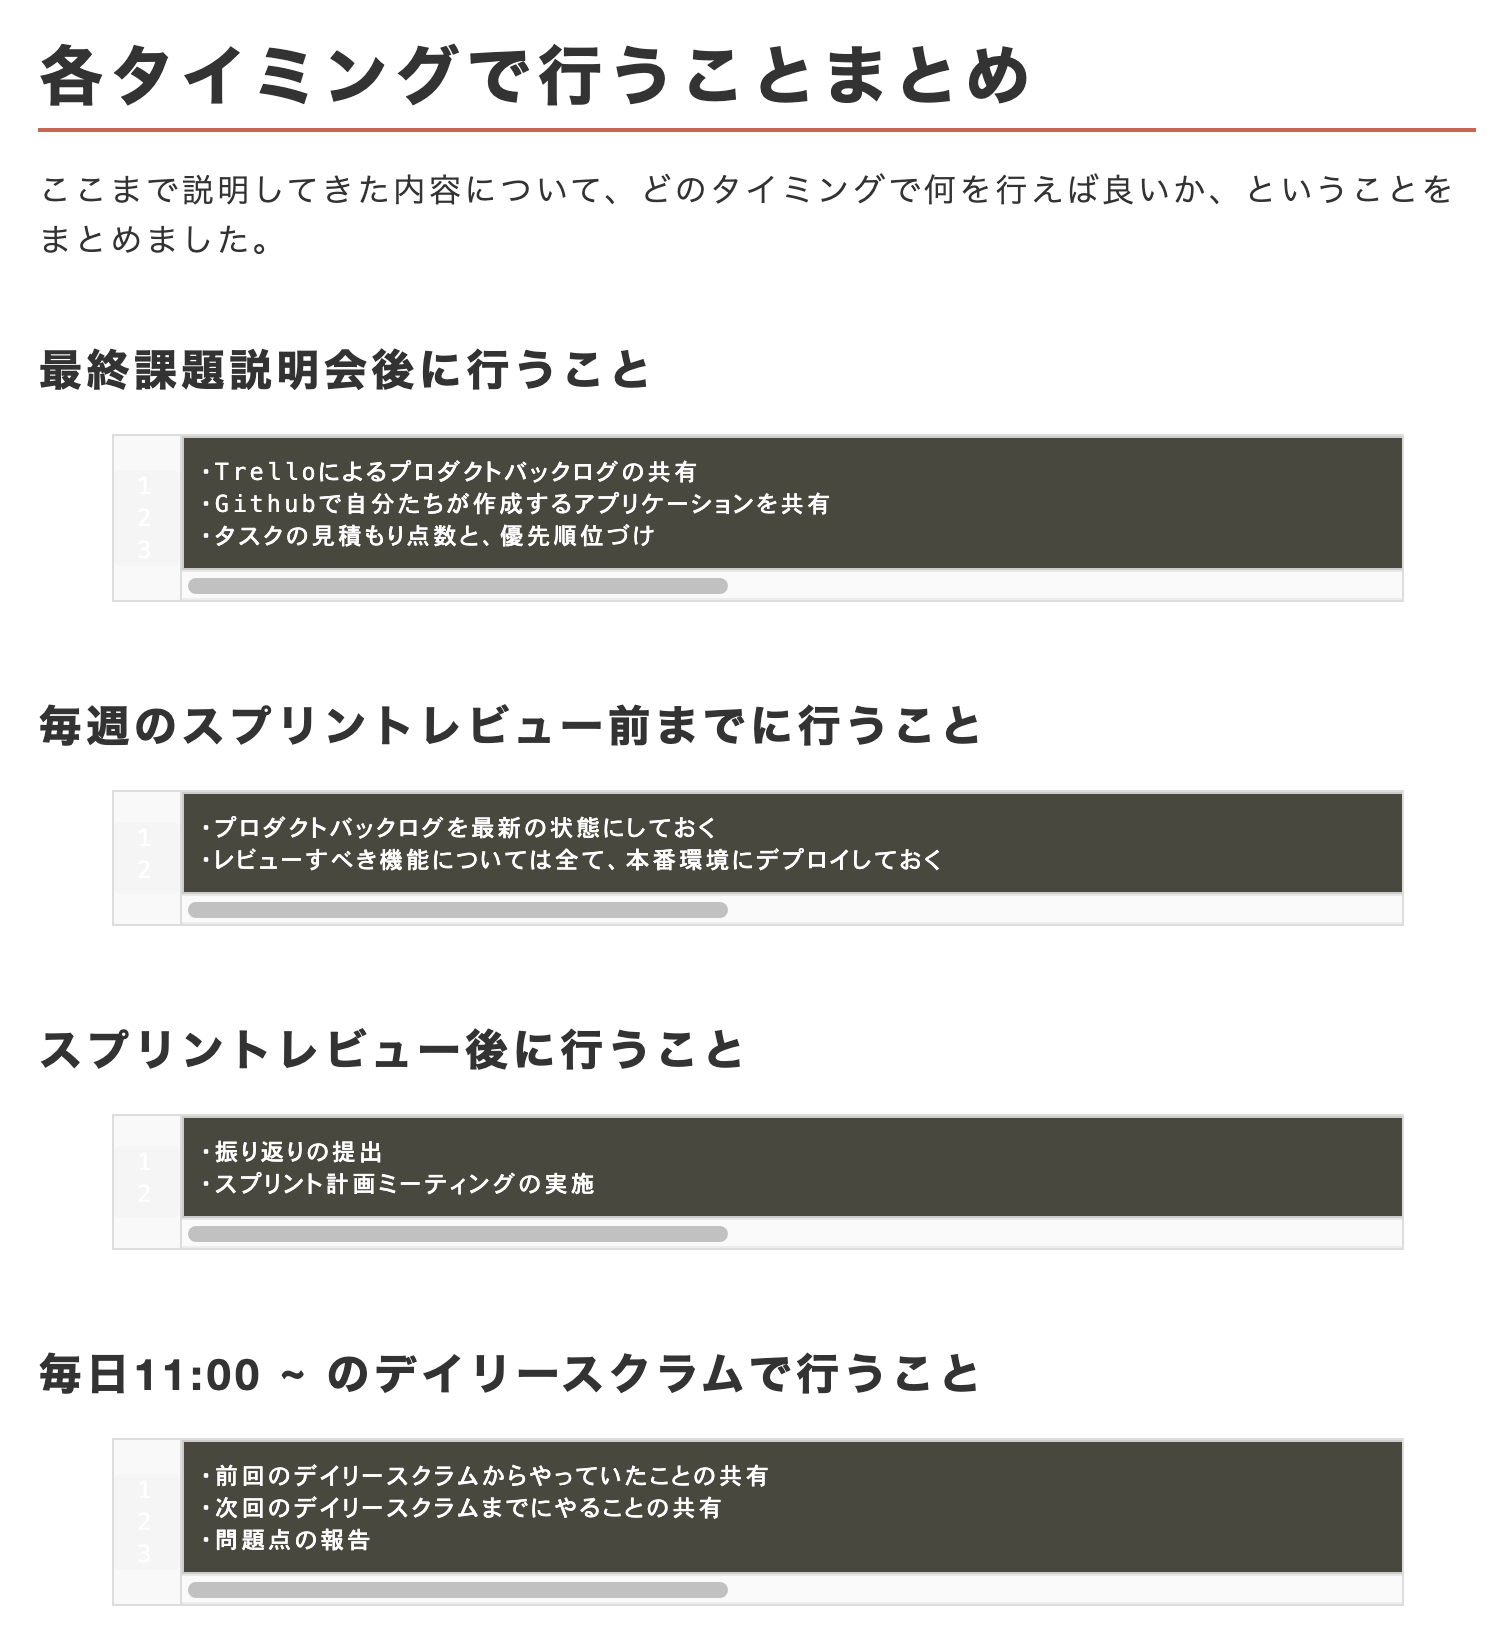 各タイミングで行うことまとめ
ここまで説明してきた内容について、どのタイミングで何を行えば良いか、ということを
まとめました。
最終課題説明会後に行うこと
1 ・Trelloによるプロダクトバックログの共有
2 ・Githubで自分たちが作成するアプリケーションを共有
3 ・タスクの見積もり点数と、優先順位づけ
毎週のスプリントレビュー前までに行うこと
1 ・プロダクトバックログを最新の状態にしておく
2 ・レビューすべき機能については全て、本番環境にデプロイしておく
スプリントレビュー後に行うこと
1 ・振り返りの提出
2 ・スプリント計画ミーティングの実施
毎日11:00 ~ のデイリースクラムで行うこと
1 ・前回のデイリースクラムからやっていたことの共有
2 ・次回のデイリースクラムまでにやることの共有
3 ・問題点の報告